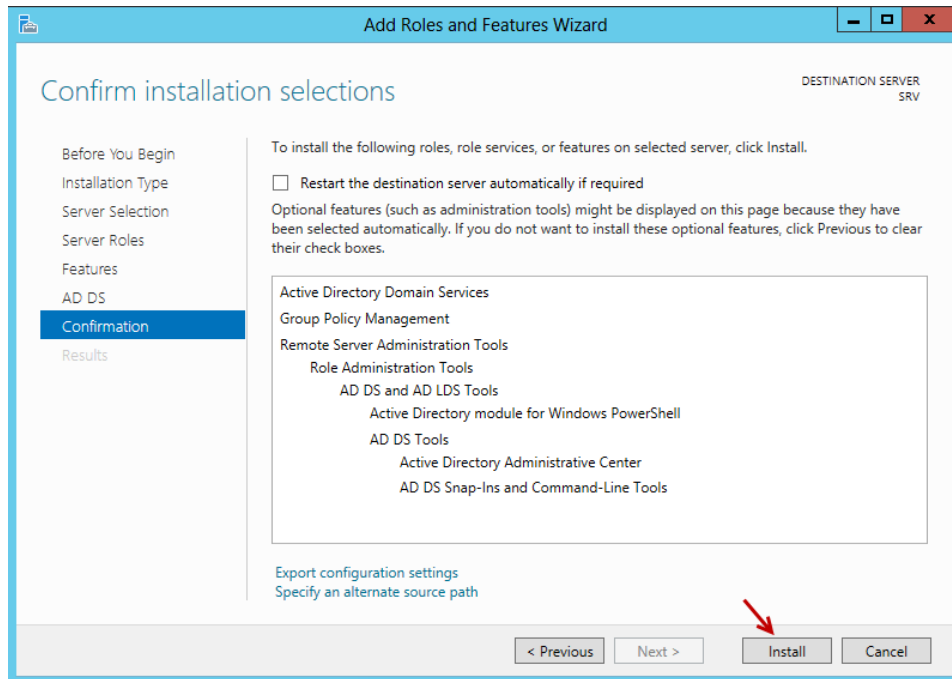 Add Roles and Features Wizard
Confirm installation selections
DESTINATION SERVER
SRV
Before You Begin
Installation Type
Server Selection
Server Roles
Features
AD DS
Confirmation
Results
To install the following roles, role services, or features on selected server, click Install.
Restart the destination server automatically if required
Optional features (such as administration tools) might be displayed on this page because they have
been selected automatically. If you do not want to install these optional features, click Previous to clear
their check boxes.
Active Directory Domain Services
Group Policy Management
Remote Server Administration Tools
Role Administration Tools
AD DS and AD LDS Tools
Active Directory module for Windows PowerShell
AD DS Tools
Active Directory Administrative Center
AD DS Snap-Ins and Command-Line Tools
Export configuration settings
Specify an alternate source path
< Previous
Next >
Install
Cancel